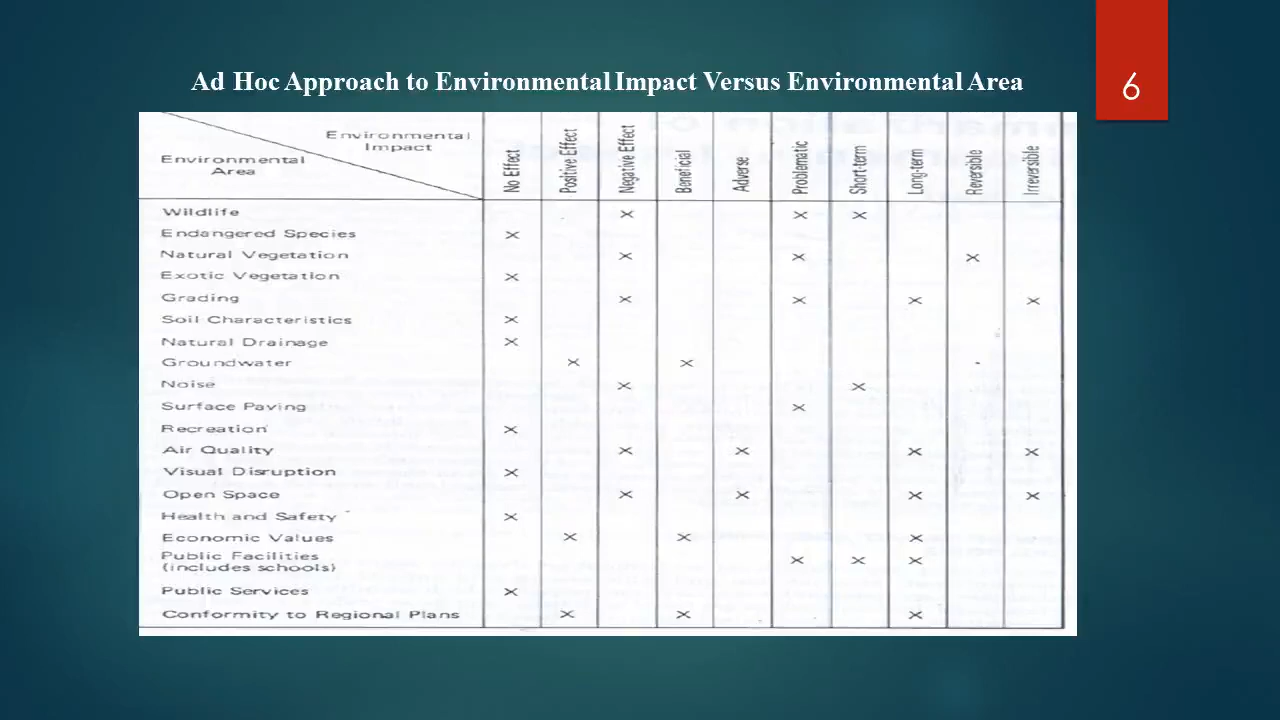 6
Ad Hoc Approach to Environmental Impact Versus Environmental Area
Environmental
Impact
Environmental
Area
No Effect
Positive Effect
Negative Effect
Beneficial
Adverse
Problematic
Short-term
Long-term
Reversible
Irreversible
Wildlife X X X
Endangered Species X
Natural Vegetation X X X
Exotic Vegetation X
Grading X X X X
Soil Characteristics X
Natural Drainage X
Groundwater X X
Noise X X
Surface Paving X
Recreation X
Air Quality X X X X
Visual Disruption X
Open Space X X X X
Health and Safety X
Economic Values X X X
Public Facilities
(includes schools) X X X
Public Services X
Conformity to Regional Plans X X X